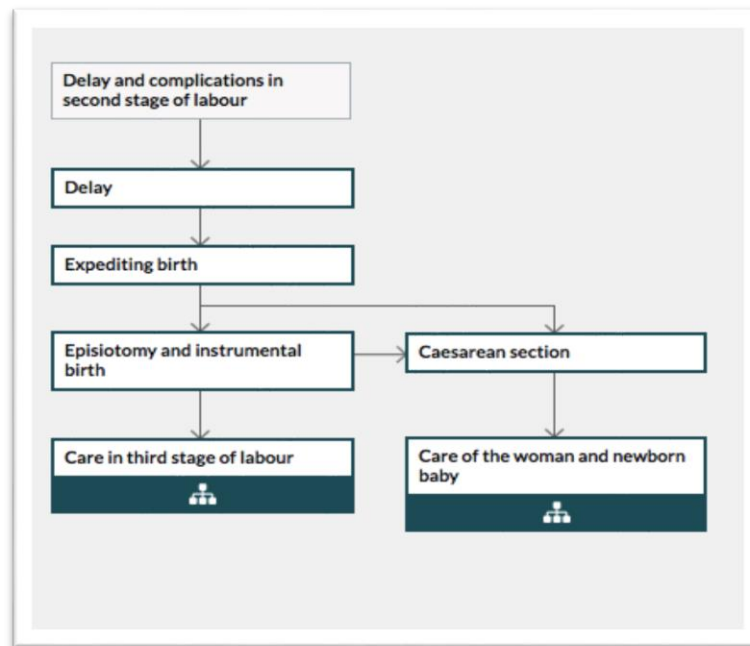 Delay and complications in
second stage of labour
Delay
Expediting birth
Episiotomy and instrumental
birth
Caesarean section
Care in third stage of labour
Care of the woman and newborn
baby